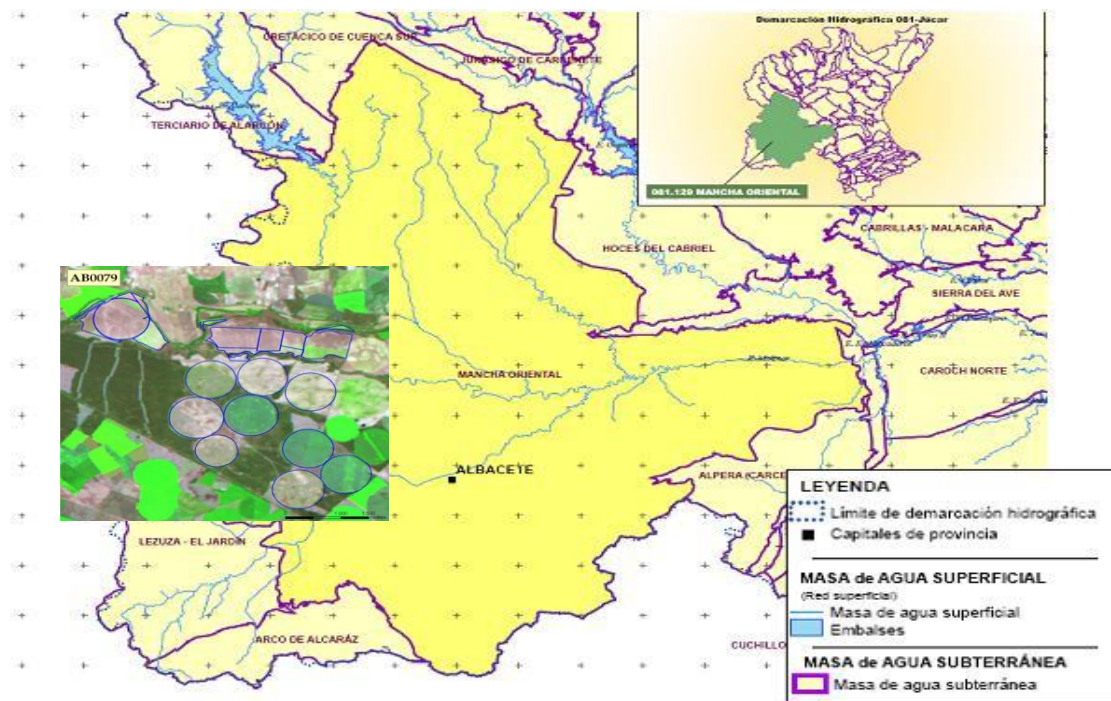 Demarcación Hidrográfica 081-Júcar
081.129 MANCHA ORIENTAL
CRETÁCICO DE CUENCA SUR
JURÁSICO DE CARDENETE
TERCIARIO DE ALARCÓN
HOCES DEL CABRIEL
CABRILLAS - MALACARA
SIERRA DEL AVE
AB0079
MANCHA ORIENTAL
CAROCH NORTE
ALBACETE
ALPERA (CARCE
LEZUZA - EL JARDÍN
ARCO DE ALCARÁZ
CUCHILLO
LEYENDA
Límite de demarcación hidrográfica
Capitales de provincia
MASA de AGUA SUPERFICIAL
(Red superficial)
Masa de agua superficial
Embalses
MASA de AGUA SUBTERRÁNEA
Masa de agua subterránea